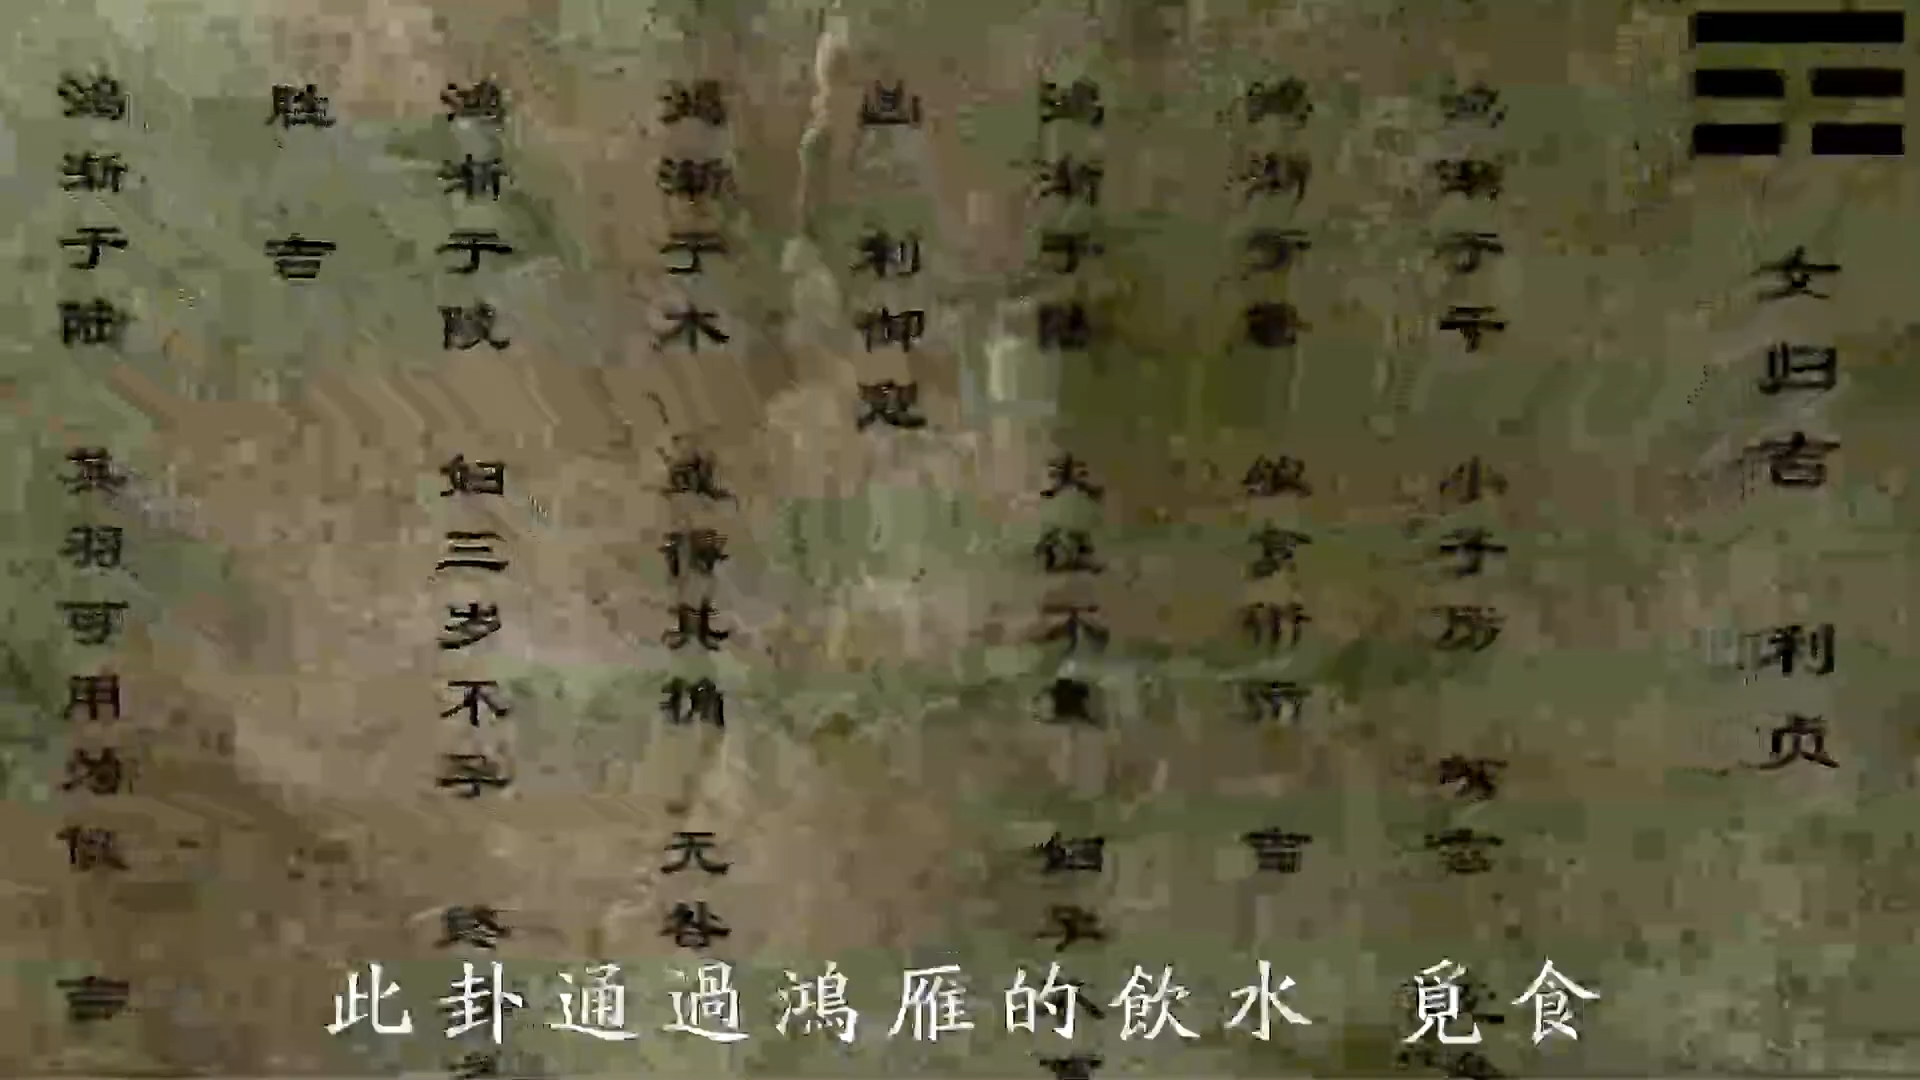 女归吉 利贞
鸿渐于干 小子厉 有言
鸿渐于 饮食衎衎 吉
鸿渐于陆 夫征不复 妇孕
凶 利御寇
鸿渐于木 或得其桷 无咎
鸿渐于陵 妇三岁不孕 终
胜 吉
鸿渐于陆 其羽可用为仪 吉
此卦通過鴻雁的飲水 覓食